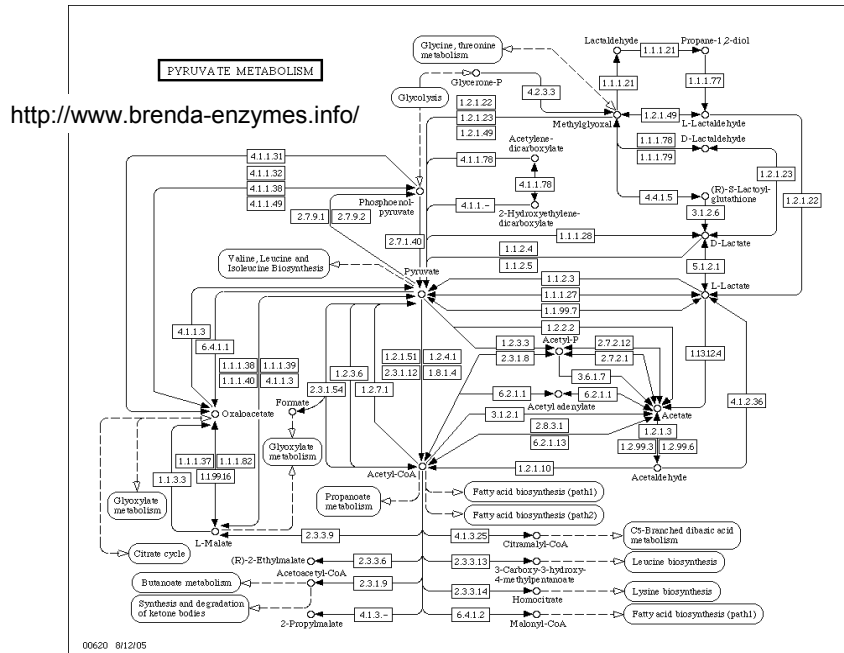 PYRUVATE METABOLISM
http://www.brenda-enzymes.info/
Glycine, threonine
metabolism
Glycerone-P
Glycolysis
4.2.3.3
1.2.1.22
1.2.1.23
1.2.1.49
Lactaldehyde
1.1.1.21
Propane-1,2-diol
1.1.1.21
1.1.1.77
Methylglyoxal
1.2.1.49
L-Lactaldehyde
1.1.1.78
1.1.1.79
D-Lactaldehyde
1.2.1.23
1.2.1.22
4.4.1.5
(R)-S-Lactoyl-
glutathione
3.1.2.6
Acetylene-
dicarboxylate
4.1.1.78
4.1.1.78
4.1.1.-
2-Hydroxyethylene-
dicarboxylate
4.1.1.31
4.1.1.32
4.1.1.38
4.1.1.49
Phosphoenol-
pyruvate
2.7.9.1
2.7.9.2
2.7.1.40
1.1.1.28
D-Lactate
1.1.2.4
1.1.2.5
5.1.2.1
Valine, Leucine and
Isoleucine Biosynthesis
Pyruvate
1.1.2.3
1.1.1.27
1.1.99.7
L-Lactate
1.2.2.2
4.1.1.3
6.4.1.1
1.1.1.38
1.1.1.39
1.1.1.40
4.1.1.3
1.2.3.6
2.3.1.54
1.2.7.1
1.2.1.51
1.2.4.1
2.3.1.12
1.8.1.4
1.2.3.3
Acetyl-P
2.3.1.8
2.7.2.12
2.7.2.1
3.6.1.7
1.13.12.4
4.1.2.36
6.2.1.1
6.2.1.1
Acetyl adenylate
Acetate
3.1.2.1
2.8.3.1
6.2.1.13
1.2.1.3
1.2.99.3
1.2.99.6
1.2.1.10
Acetaldehyde
Oxaloacetate
Formate
Glyoxylate
metabolism
1.1.1.37
1.1.1.82
1.1.99.16
1.1.3.3
Glyoxylate
metabolism
L-Malate
Citrate cycle
Acetyl-CoA
Propanoate
metabolism
Fatty acid biosynthesis (path1)
Fatty acid biosynthesis (path2)
2.3.3.9
4.1.3.25
Citramalyl-CoA
C5-Branched dibasic acid
metabolism
(R)-2-Ethylmalate
2.3.3.6
2.3.3.13
3-Carboxy-3-hydroxy-
4-methylpentanoate
Leucine biosynthesis
Butanoate metabolism
Acetoacetyl-CoA
2.3.1.9
2.3.3.14
Homocitrate
Lysine biosynthesis
Synthesis and degradation
of ketone bodies
2-Propylmalate
4.1.3.-
6.4.1.2
Malonyl-CoA
Fatty acid biosynthesis (path1)
00620 8/12/05